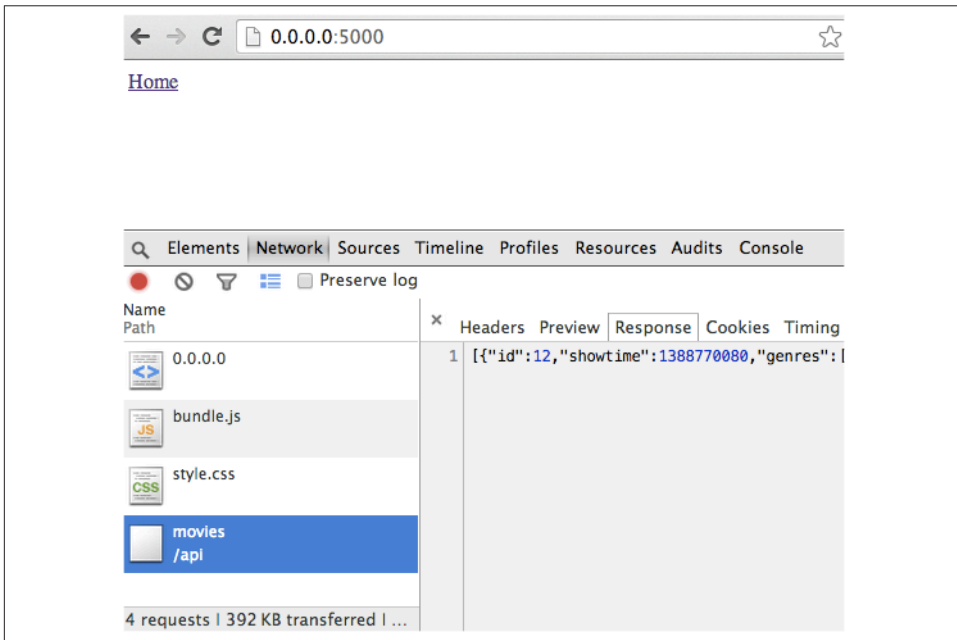 0.0.0.0:5000
Home
Elements Network Sources Timeline Profiles Resources Audits Console
Preserve log
Name
Path
× Headers Preview Response Cookies Timing
<> 0.0.0.0
JS bundle.js
CSS style.css
movies
/api
1 [{"id":12,"showtime":1388770080,"genres":[
4 requests | 392 KB transferred | ...